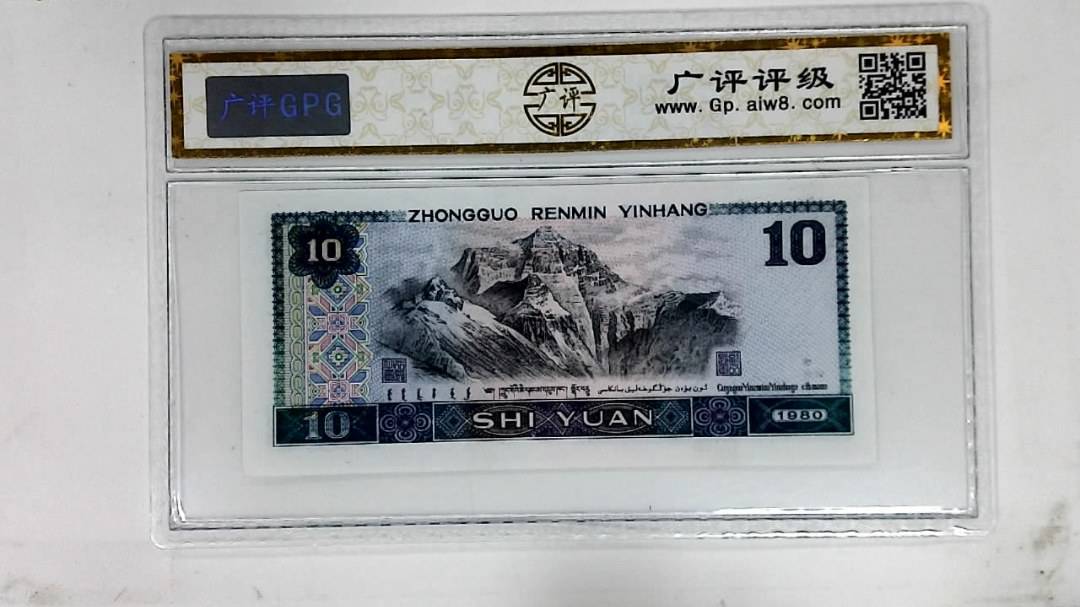 广评GPG
广评
广评评级
www.Gp.aiw8.com
ZHONGGUO RENMIN YINHANG
10
10
10
SHI YUAN
1980